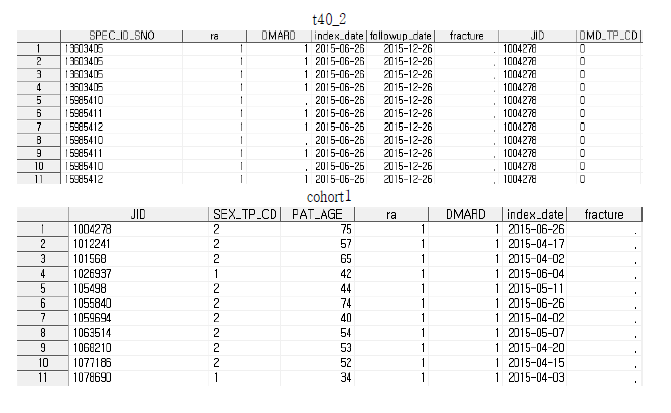 t40_2
SPEC_ID_SNO ra DMARD index_date followup_date fracture JID DMD_TP_CD
1 13603405 1 1 2015-06-26 2015-12-26 . 1004278 0
2 13603405 1 1 2015-06-26 2015-12-26 . 1004278 0
3 13603405 1 1 2015-06-26 2015-12-26 . 1004278 0
4 13603405 1 1 2015-06-26 2015-12-26 . 1004278 0
5 15985410 1 . 2015-06-26 2015-12-26 . 1004278 0
6 15985411 1 1 2015-06-26 2015-12-26 . 1004278 0
7 15985412 1 1 2015-06-26 2015-12-26 . 1004278 0
8 15985410 1 . 2015-06-26 2015-12-26 . 1004278 0
9 15985411 1 1 2015-06-26 2015-12-26 . 1004278 0
10 15985410 1 . 2015-06-26 2015-12-26 . 1004278 0
11 15985412 1 1 2015-06-26 2015-12-26 . 1004278 0
cohort1
JID SEX_TP_CD PAT_AGE ra DMARD index_date fracture
1 1004278 2 75 1 1 2015-06-26 .
2 1012241 2 57 1 1 2015-04-17 .
3 101568 2 65 1 1 2015-04-02 .
4 1026937 1 42 1 1 2015-06-04 .
5 105498 2 44 1 1 2015-05-11 .
6 1055840 2 74 1 1 2015-06-26 .
7 1059694 2 40 1 1 2015-04-02 .
8 1063514 2 54 1 1 2015-05-07 .
9 1068210 2 53 1 1 2015-04-20 .
10 1077186 2 52 1 1 2015-04-15 .
11 1078690 1 34 1 1 2015-04-03 .